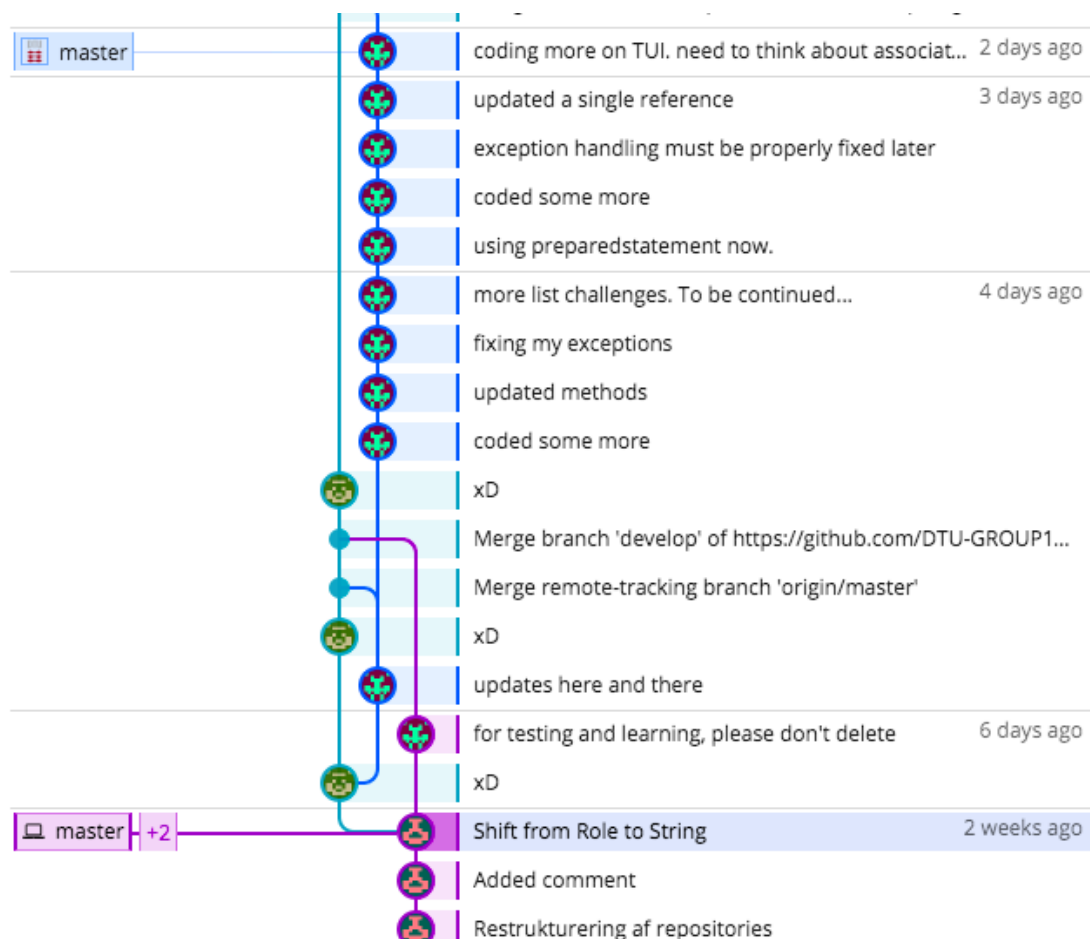 master
coding more on TUI. need to think about associat... 2 days ago
updated a single reference 3 days ago
exception handling must be properly fixed later
coded some more
using preparedstatement now.
more list challenges. To be continued... 4 days ago
fixing my exceptions
updated methods
coded some more
xD
Merge branch 'develop' of https://github.com/DTU-GROUP1...
Merge remote-tracking branch 'origin/master'
xD
updates here and there
for testing and learning, please don't delete 6 days ago
xD
master +2
Shift from Role to String 2 weeks ago
Added comment
Restrukturering af repositories